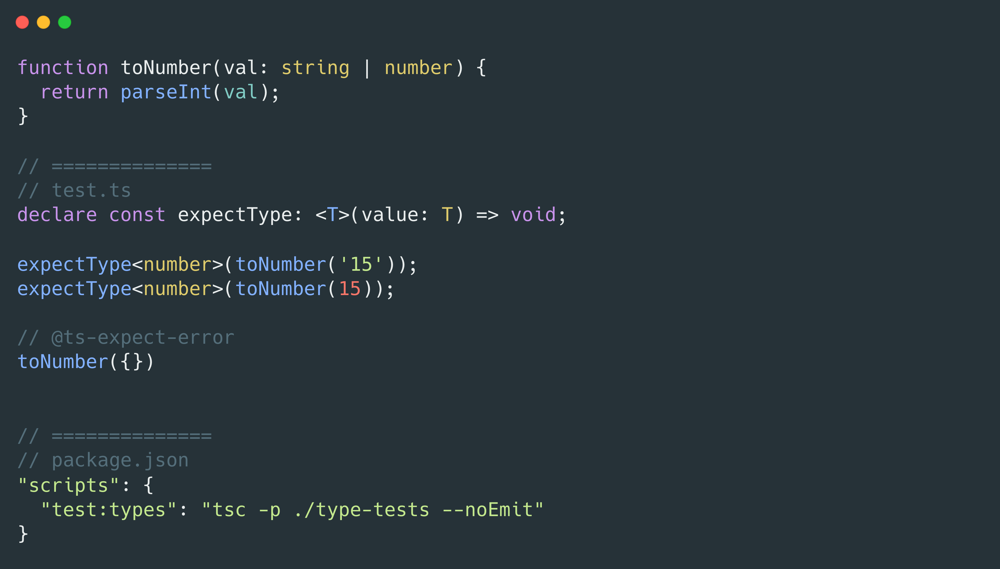 function toNumber(val: string | number) {
  return parseInt(val);
}
// ==============
// test.ts
declare const expectType: <T>(value: T) => void;
expectType<number>(toNumber('15'));
expectType<number>(toNumber(15));
// @ts-expect-error
toNumber({})
// ==============
// package.json
"scripts": {
  "test:types": "tsc -p ./type-tests --noEmit"
}